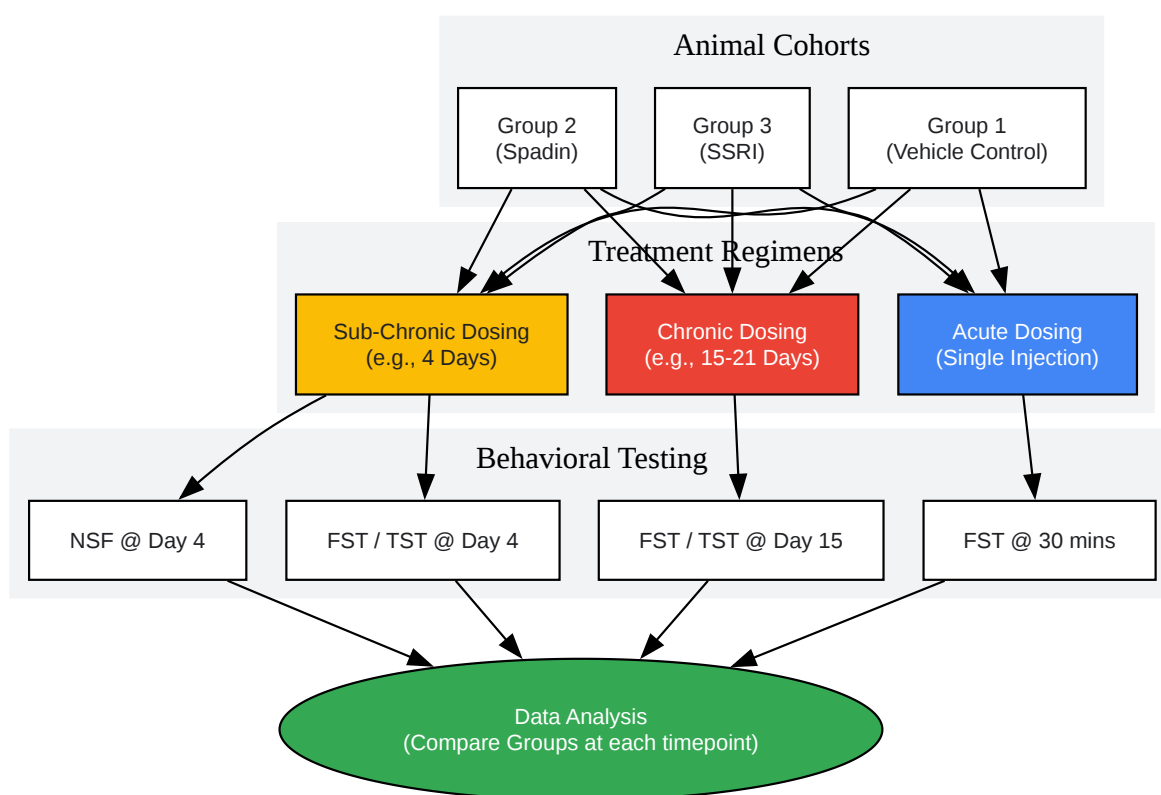 Animal Cohorts
Group 2
(Spadin)
Group 3
(SSRI)
Group 1
(Vehicle Control)
Treatment Regimens
Sub-Chronic Dosing
(e.g., 4 Days)
Chronic Dosing
(e.g., 15-21 Days)
Acute Dosing
(Single Injection)
Behavioral Testing
NSF @ Day 4
FST / TST @ Day 4
FST / TST @ Day 15
FST @ 30 mins
Data Analysis
(Compare Groups at each timepoint)